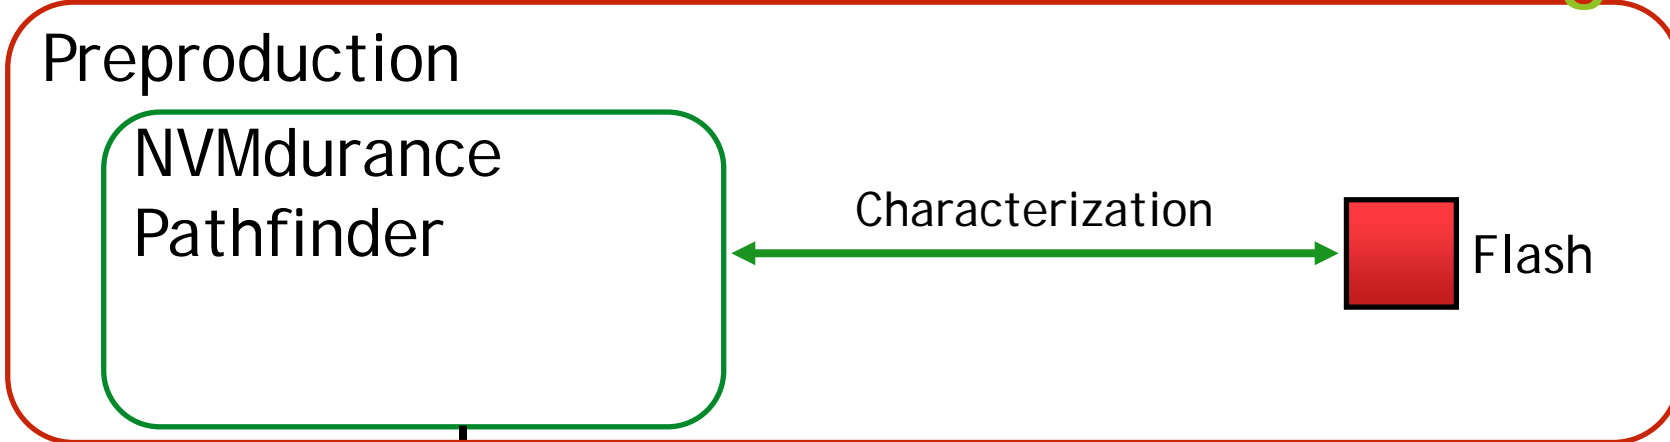 Preproduction
NVMdurance
Pathfinder
Characterization
Flash